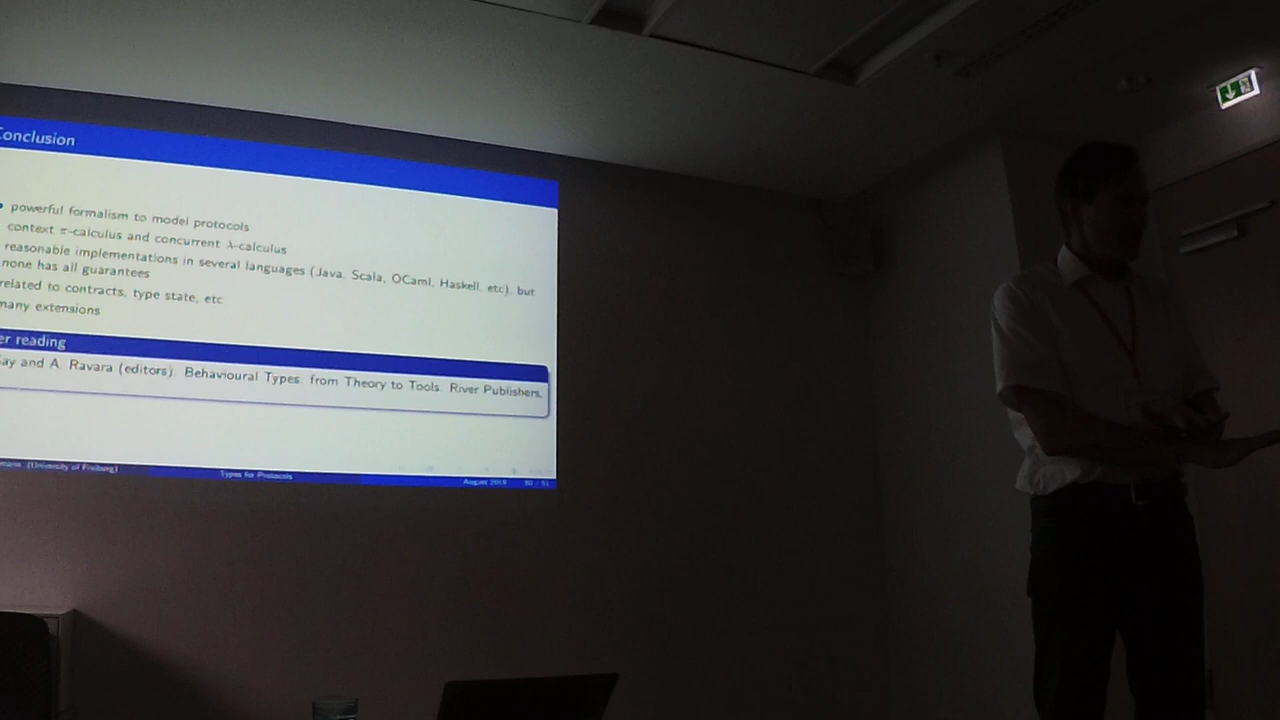 Conclusion
powerful formalism to model protocols
context π-calculus and concurrent λ-calculus
reasonable implementations in several languages (Java, Scala, OCaml, Haskell, etc), but
none has all guarantees
related to contracts, type state, etc
many extensions
er reading
ay and A. Ravara (editors). Behavioural Types: from Theory to Tools. River Publishers,
(University of Freiburg)
Types for Protocols
August 2019
50 / 51